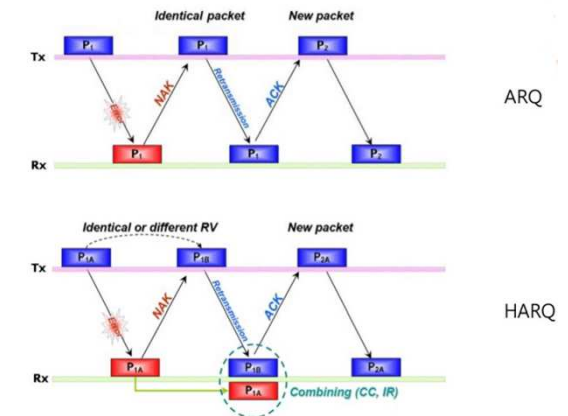 Identical packet New packet
P1 P1 P2
Tx
ARQ
Error NAK Retransmission ACK
P1 P1 P2
Rx
Identical or different RV New packet
P1A P1B P2A
Tx
HARQ
Error NAK Retransmission ACK
P1A P1B P2A
Rx
P1A Combining (CC, IR)